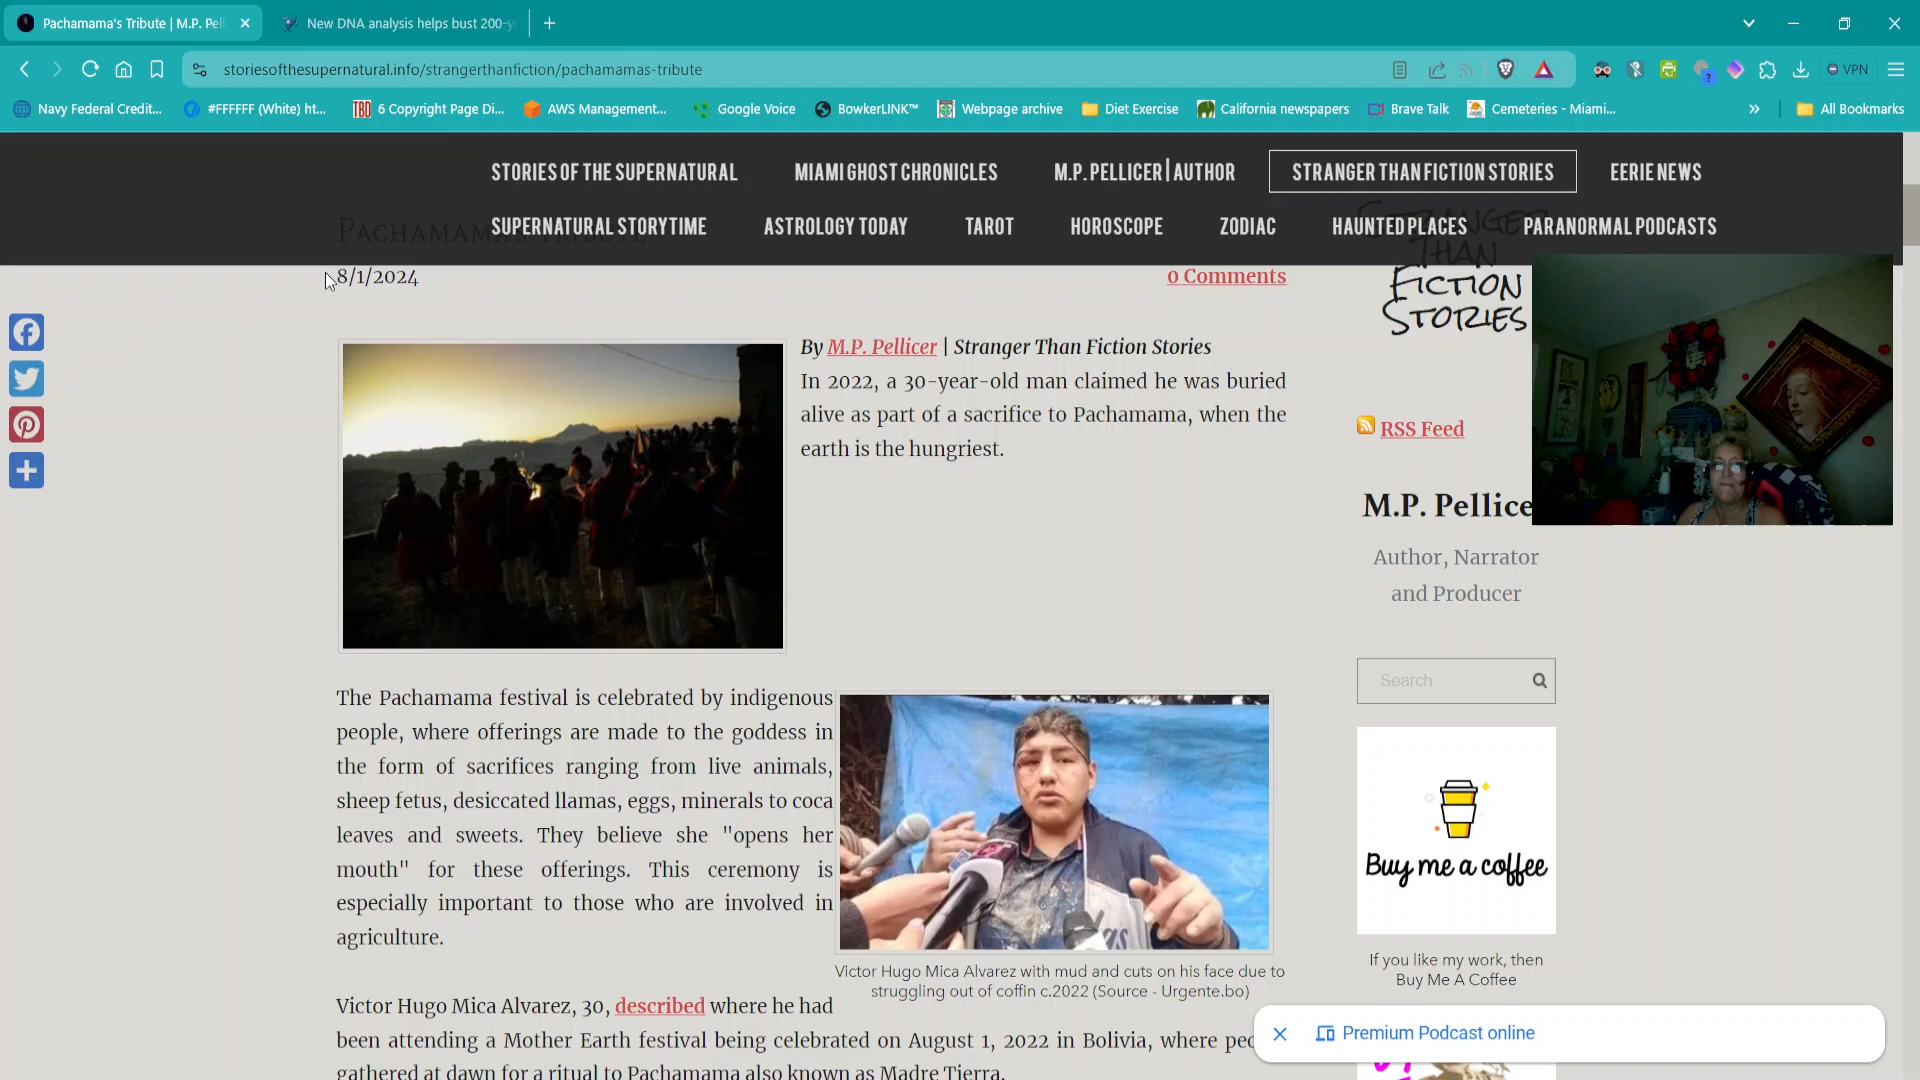 Pachamama's Tribute | M.P. Pel
New DNA analysis helps bust 200-y
storiesofthesupernatural.info/strangerthanfiction/pachamamas-tribute
VPN
Navy Federal Credit...
#FFFFFF (White) ht...
TBD
6 Copyright Page Di...
AWS Management...
Google Voice
BowkerLINK™
Webpage archive
Diet Exercise
California newspapers
Brave Talk
Cemeteries - Miami...
»
All Bookmarks
STORIES OF THE SUPERNATURAL
MIAMI GHOST CHRONICLES
M.P. PELLICER | AUTHOR
STRANGER THAN FICTION STORIES
EERIE NEWS
SUPERNATURAL STORYTIME
ASTROLOGY TODAY
TAROT
HOROSCOPE
ZODIAC
HAUNTED PLACES
PARANORMAL PODCASTS
Pachamama's Tribute
8/1/2024
0 Comments
Stranger
Than
Fiction
Stories
By M.P. Pellicer | Stranger Than Fiction Stories
In 2022, a 30-year-old man claimed he was buried
alive as part of a sacrifice to Pachamama, when the
earth is the hungriest.
The Pachamama festival is celebrated by indigenous
people, where offerings are made to the goddess in
the form of sacrifices ranging from live animals,
sheep fetus, desiccated llamas, eggs, minerals to coca
leaves and sweets. They believe she "opens her
mouth" for these offerings. This ceremony is
especially important to those who are involved in
agriculture.
Victor Hugo Mica Alvarez with mud and cuts on his face due to
struggling out of coffin c.2022 (Source - Urgente.bo)
Victor Hugo Mica Alvarez, 30, described where he had
been attending a Mother Earth festival being celebrated on August 1, 2022 in Bolivia, where
gathered at dawn for a ritual to Pachamama also known as Madre Tierra.
RSS Feed
M.P. Pellice
Author, Narrator
and Producer
Search
Buy me a coffee
If you like my work, then
Buy Me A Coffee
Premium Podcast online